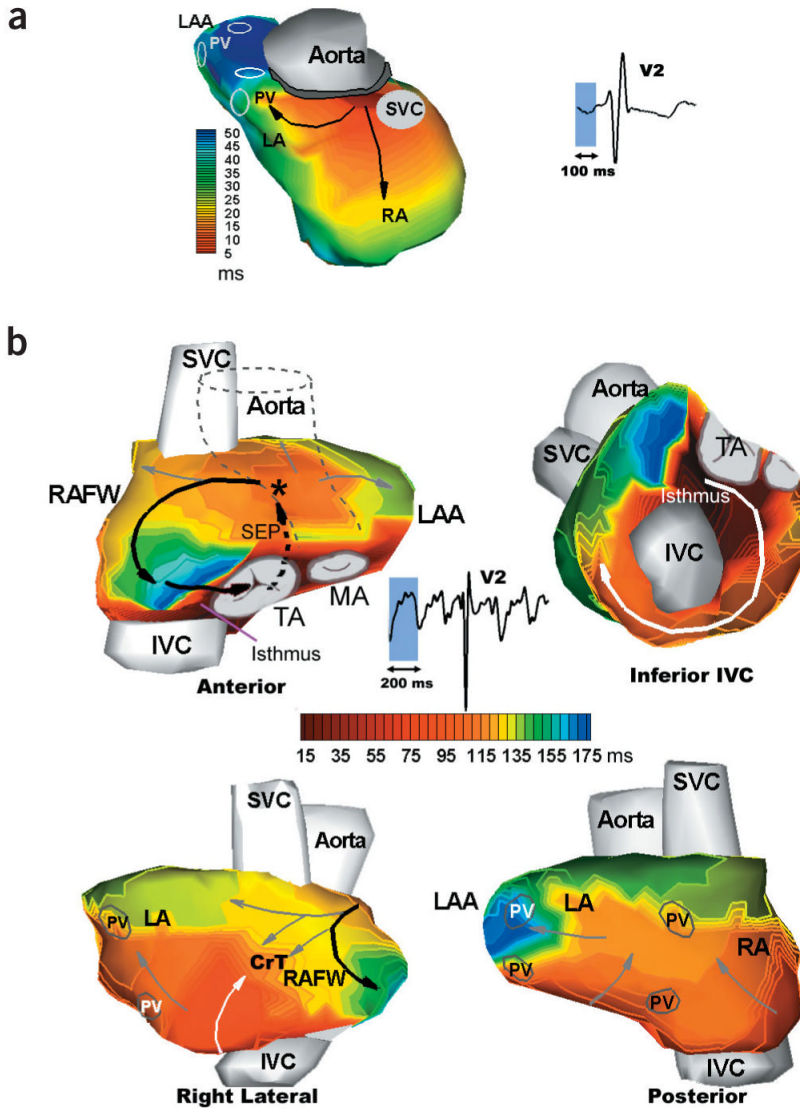 a
LAA
PV
Aorta
PV
SVC
LA
RA
50
45
40
35
30
25
20
15
10
5
ms
V2
100 ms
b
SVC
Aorta
RAFW
*
SEP
LAA
TA
MA
IVC
Isthmus
Anterior
V2
200 ms
Aorta
SVC
TA
Isthmus
IVC
Inferior IVC
15 35 55 75 95 115 135 155 175 ms
SVC
Aorta
PV
LA
CrT
RAFW
PV
IVC
Right Lateral
SVC
Aorta
LAA
PV
LA
PV
RA
PV
PV
IVC
Posterior